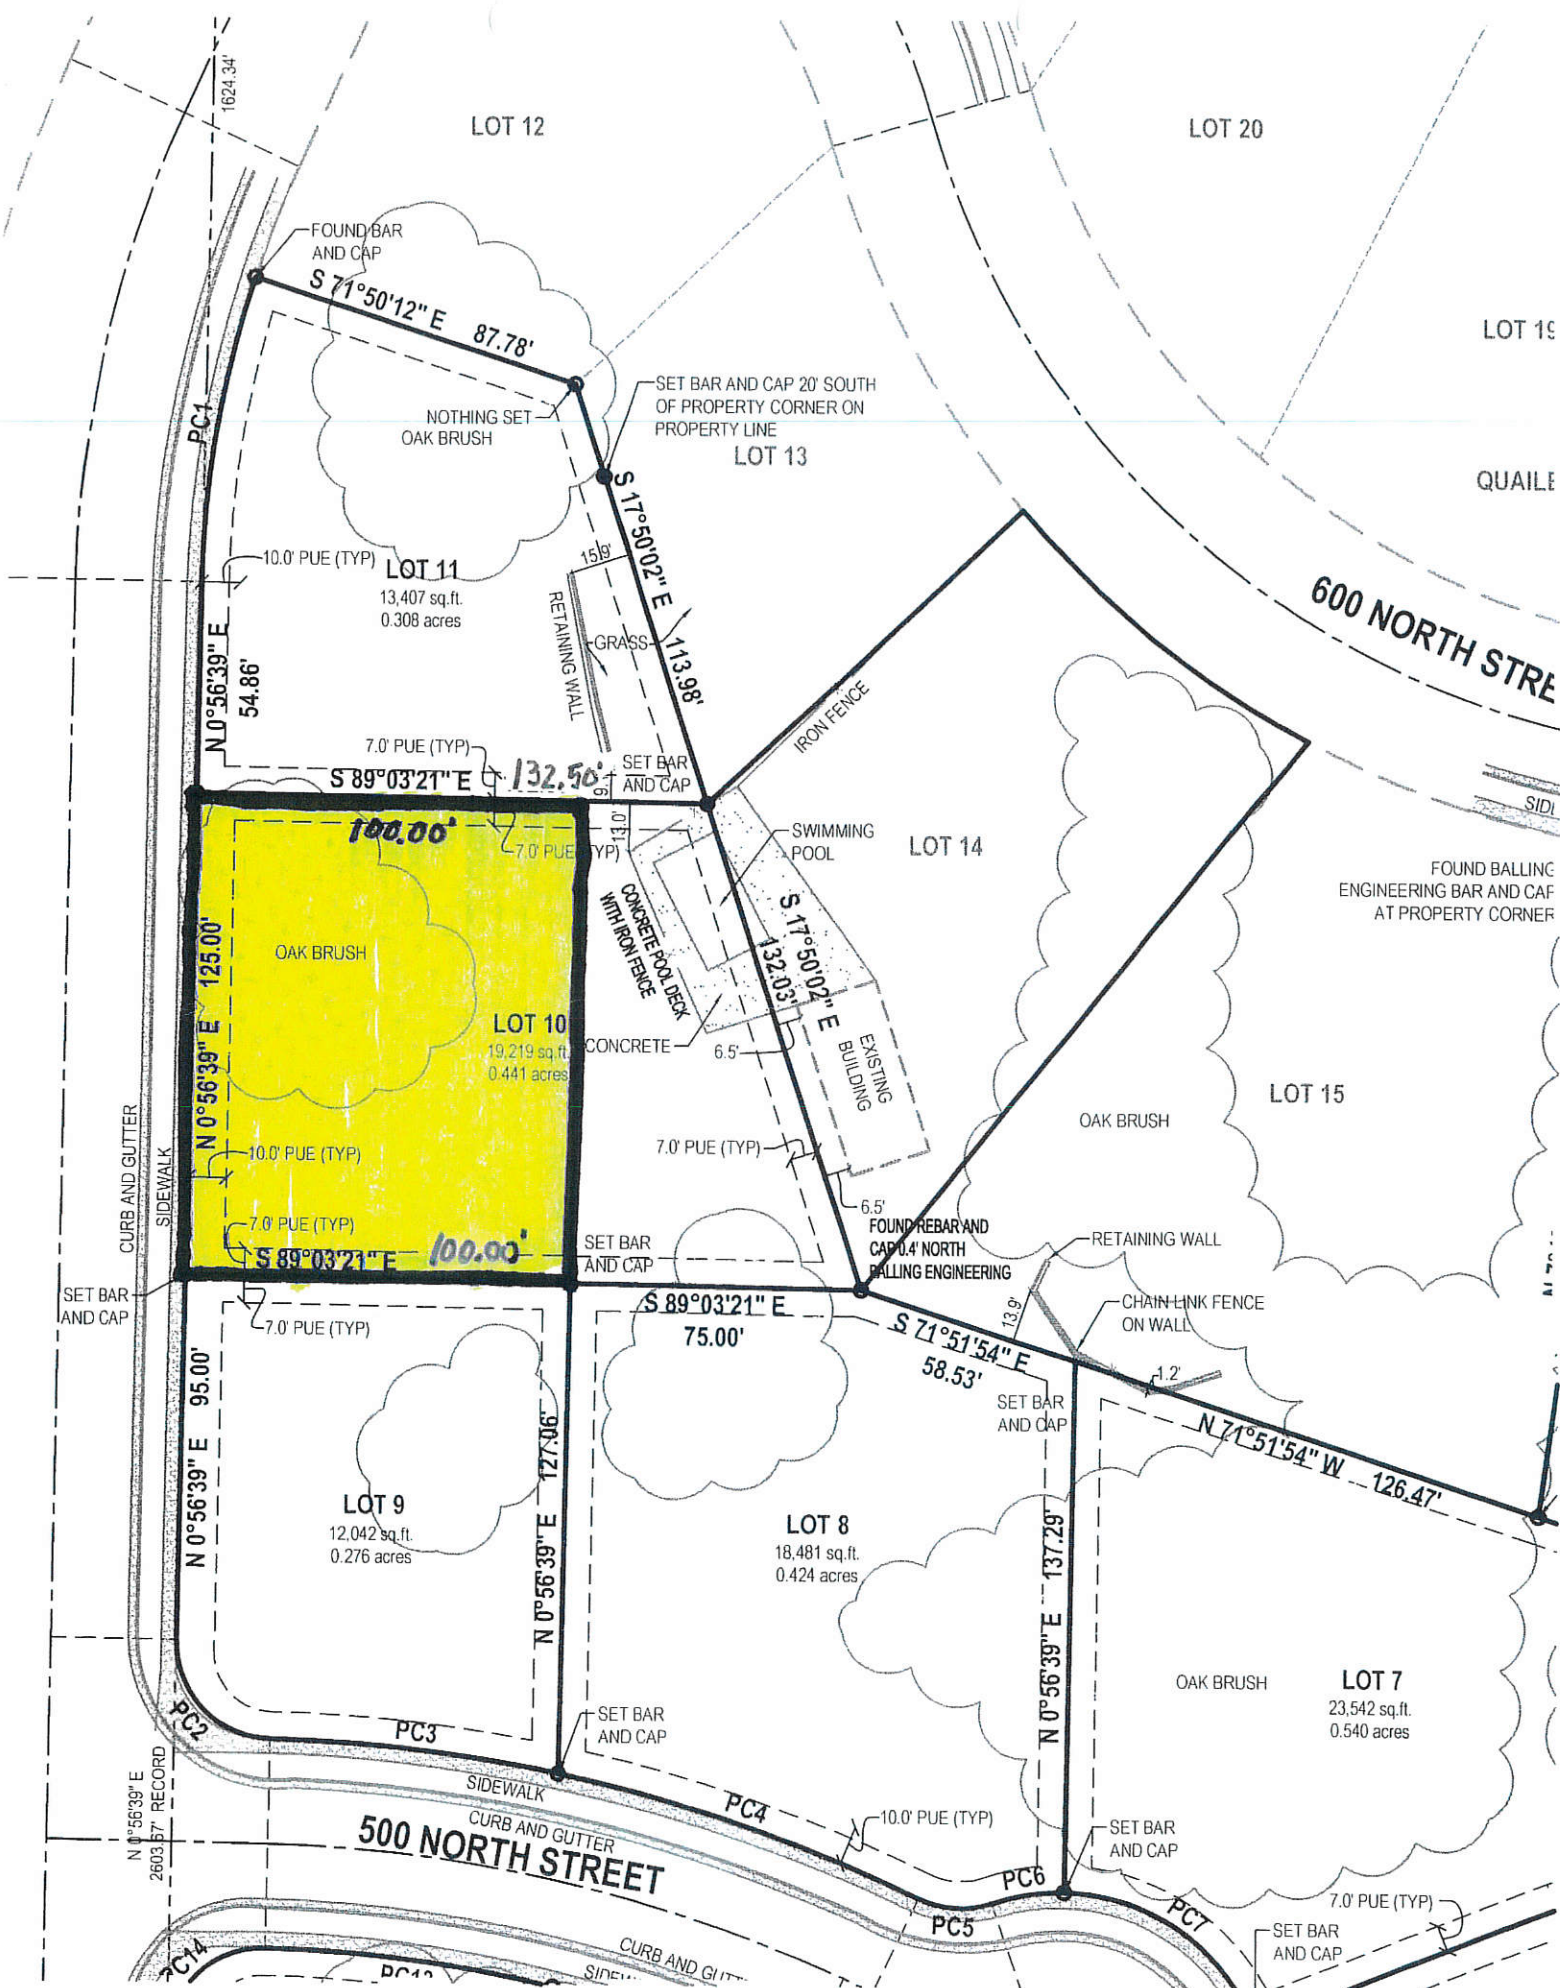 1624.34'
LOT 12
LOT 20
FOUND BAR
AND CAP
S 71°50'12" E 87.78'
LOT 19
NOTHING SET
OAK BRUSH
SET BAR AND CAP 20' SOUTH
OF PROPERTY CORNER ON
PROPERTY LINE
LOT 13
PC1
QUAILE
S 17°50'02" E 113.98'
15.9'
10.0' PUE (TYP)
LOT 11
13,407 sq.ft.
0.308 acres
RETAINING WALL
GRASS
600 NORTH STREE
N 0°56'39" E
54.86'
IRON FENCE
7.0' PUE (TYP)
S 89°03'21" E 132.50'
SET BAR
AND CAP
100.00'
7.0' PUE (TYP)
13.0'
SWIMMING
POOL
LOT 14
SIDE
FOUND BALLING
ENGINEERING BAR AND CAP
AT PROPERTY CORNER
CONCRETE POOL DECK
WITH IRON FENCE
S 17°50'02" E
132.03'
OAK BRUSH
N 0°56'39" E 125.00'
LOT 10
19,219 sq.ft.
0.441 acres
CONCRETE
6.5'
EXISTING
BUILDING
LOT 15
OAK BRUSH
CURB AND GUTTER
SIDEWALK
10.0' PUE (TYP)
7.0' PUE (TYP)
6.5'
7.0' PUE (TYP)
S 89°03'21" E 100.00'
SET BAR
AND CAP
FOUND REBAR AND
CAP 0.4' NORTH
BALLING ENGINEERING
RETAINING WALL
SET BAR
AND CAP
7.0' PUE (TYP)
S 89°03'21" E
75.00'
13.9'
CHAIN LINK FENCE
ON WALL
S 71°51'54" E
58.53'
1.2'
SET BAR
AND CAP
N 71°51'54" W 126.47'
N 0°56'39" E 95.00'
N 0°56'39" E 127.06'
LOT 9
12,042 sq.ft.
0.276 acres
LOT 8
18,481 sq.ft.
0.424 acres
N 0°56'39" E 137.29'
OAK BRUSH
LOT 7
23,542 sq.ft.
0.540 acres
PC2
PC3
SET BAR
AND CAP
N 0°56'39" E
2603.67' RECORD
SIDEWALK
CURB AND GUTTER
500 NORTH STREET
PC4
10.0' PUE (TYP)
SET BAR
AND CAP
PC6
PC5
PC7
7.0' PUE (TYP)
SET BAR
AND CAP
CURB AND GUTT